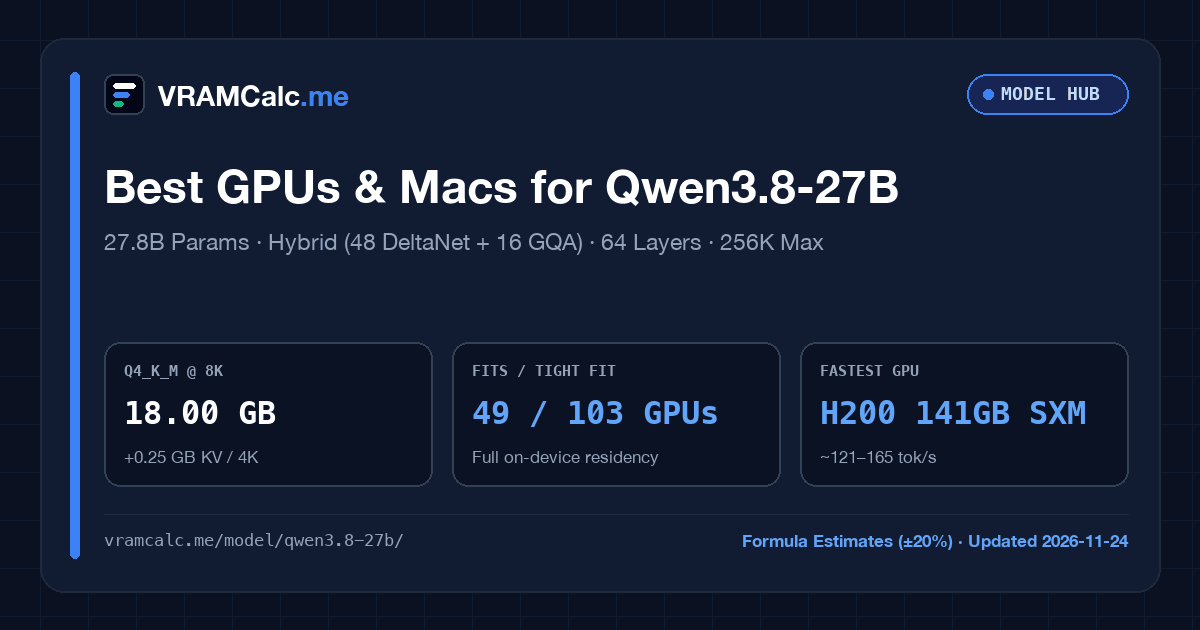 VRAMCalc.me
MODEL HUB
Best GPUs & Macs for Qwen3.8-27B
27.8B Params · Hybrid (48 DeltaNet + 16 GQA) · 64 Layers · 256K Max
Q4_K_M @ 8K
18.00 GB
+0.25 GB KV / 4K
FITS / TIGHT FIT
49 / 103 GPUs
Full on-device residency
FASTEST GPU
H200 141GB SXM
~121–165 tok/s
vramcalc.me/model/qwen3.8-27b/
Formula Estimates (±20%) · Updated 2026-11-24